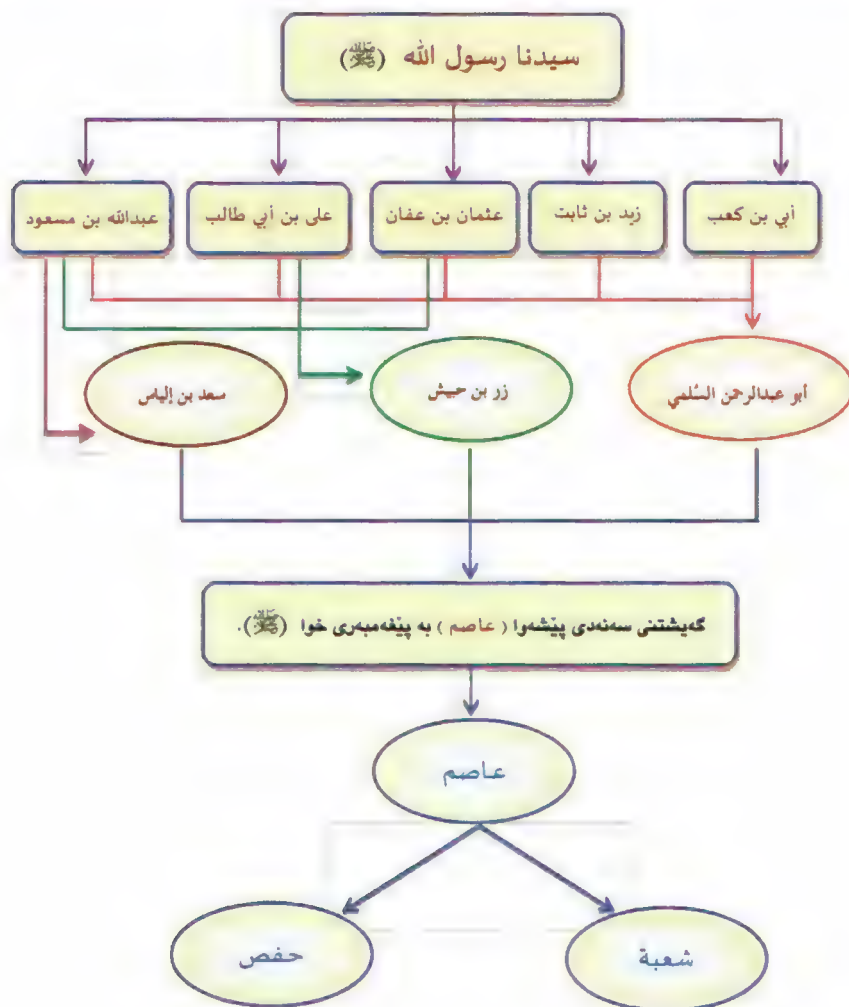 سیدنا رسول الله (ﷺ)
أبي بن كعب
زيد بن ثابت
عثمان بن عفان
على بن أبي طالب
عبدالله بن مسعود
أبو عبدالرحمن السُلمي
زر بن حبيش
سعد بن إلياس
گەیشتنی سەنەدی پێشەوا (عاصم) بە پێغەمبەری خوا (ﷺ).
عاصم
شعبة
حفص